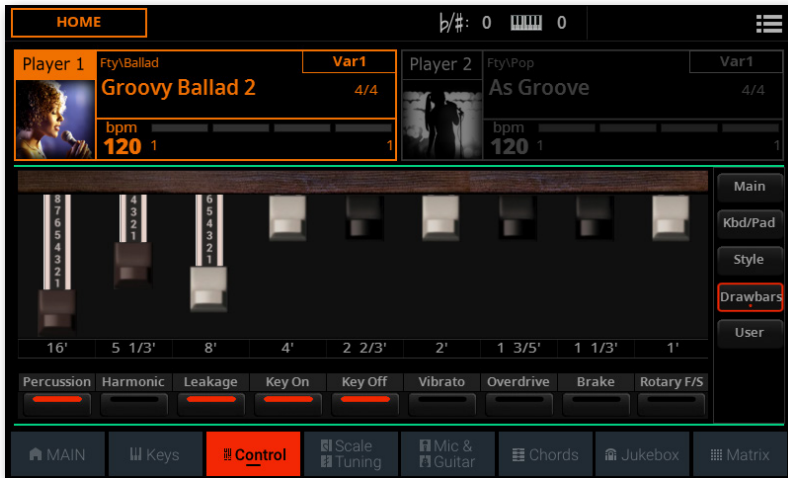 HOME
♭/♯: 0 0
Player 1
Fty\Ballad
Var1
Groovy Ballad 2
4/4
bpm
120 1
1
Player 2
Fty\Pop
Var1
As Groove
4/4
bpm
120 1
1
8
7
6
5
4
3
2
1
4
3
2
1
6
5
4
3
2
1
16' 5 1/3' 8' 4' 2 2/3' 2' 1 3/5' 1 1/3' 1'
Percussion Harmonic Leakage Key On Key Off Vibrato Overdrive Brake Rotary F/S
Main
Kbd/Pad
Style
Drawbars
User
MAIN
Keys
Control
Scale
Tuning
Mic &
Guitar
Chords
Jukebox
Matrix